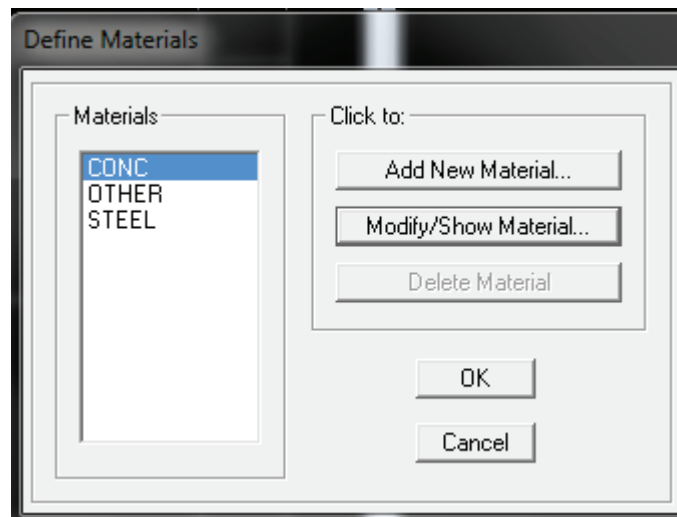 Define Materials
Materials
CONC
OTHER
STEEL
Click to:
Add New Material...
Modify/Show Material...
Delete Material
OK
Cancel